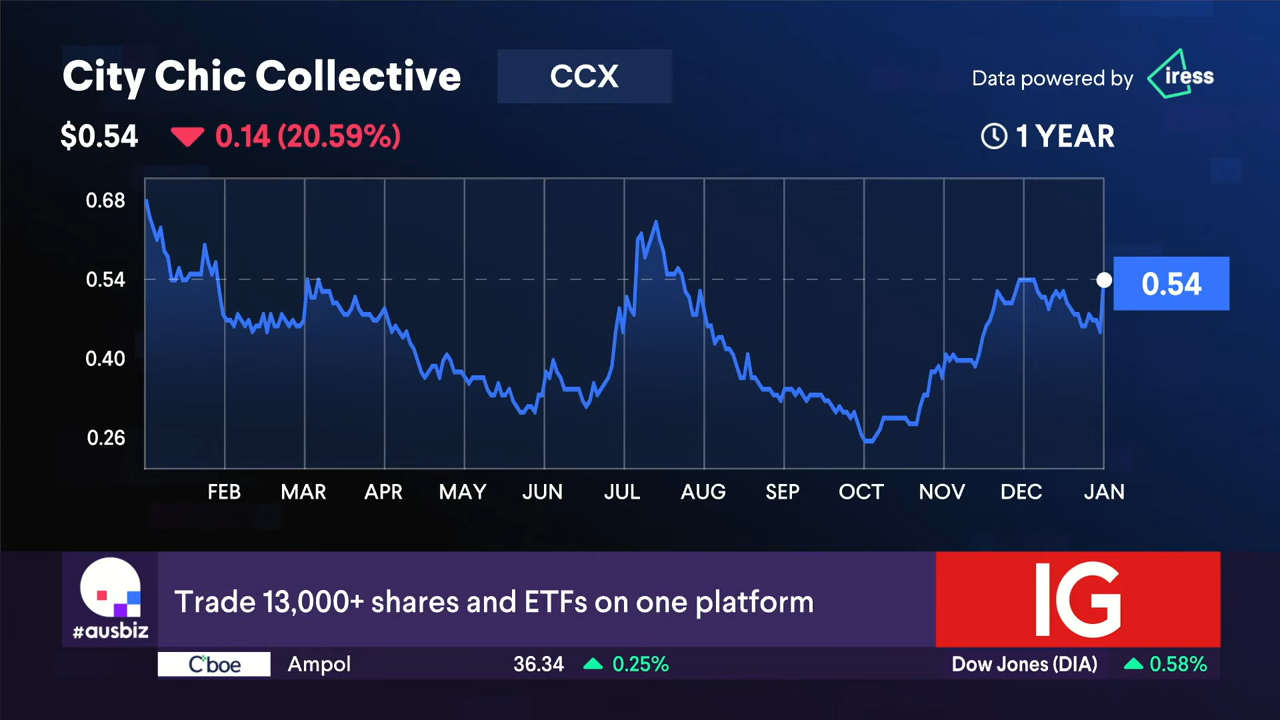 City Chic Collective CCX
Data powered by iress
$0.54 ▼ 0.14 (20.59%)
1 YEAR
0.68
0.54
0.40
0.26
0.54
FEB MAR APR MAY JUN JUL AUG SEP OCT NOV DEC JAN
#ausbiz
Trade 13,000+ shares and ETFs on one platform
IG
Cboe Ampol 36.34 ▲ 0.25% Dow Jones (DIA) ▲ 0.58%